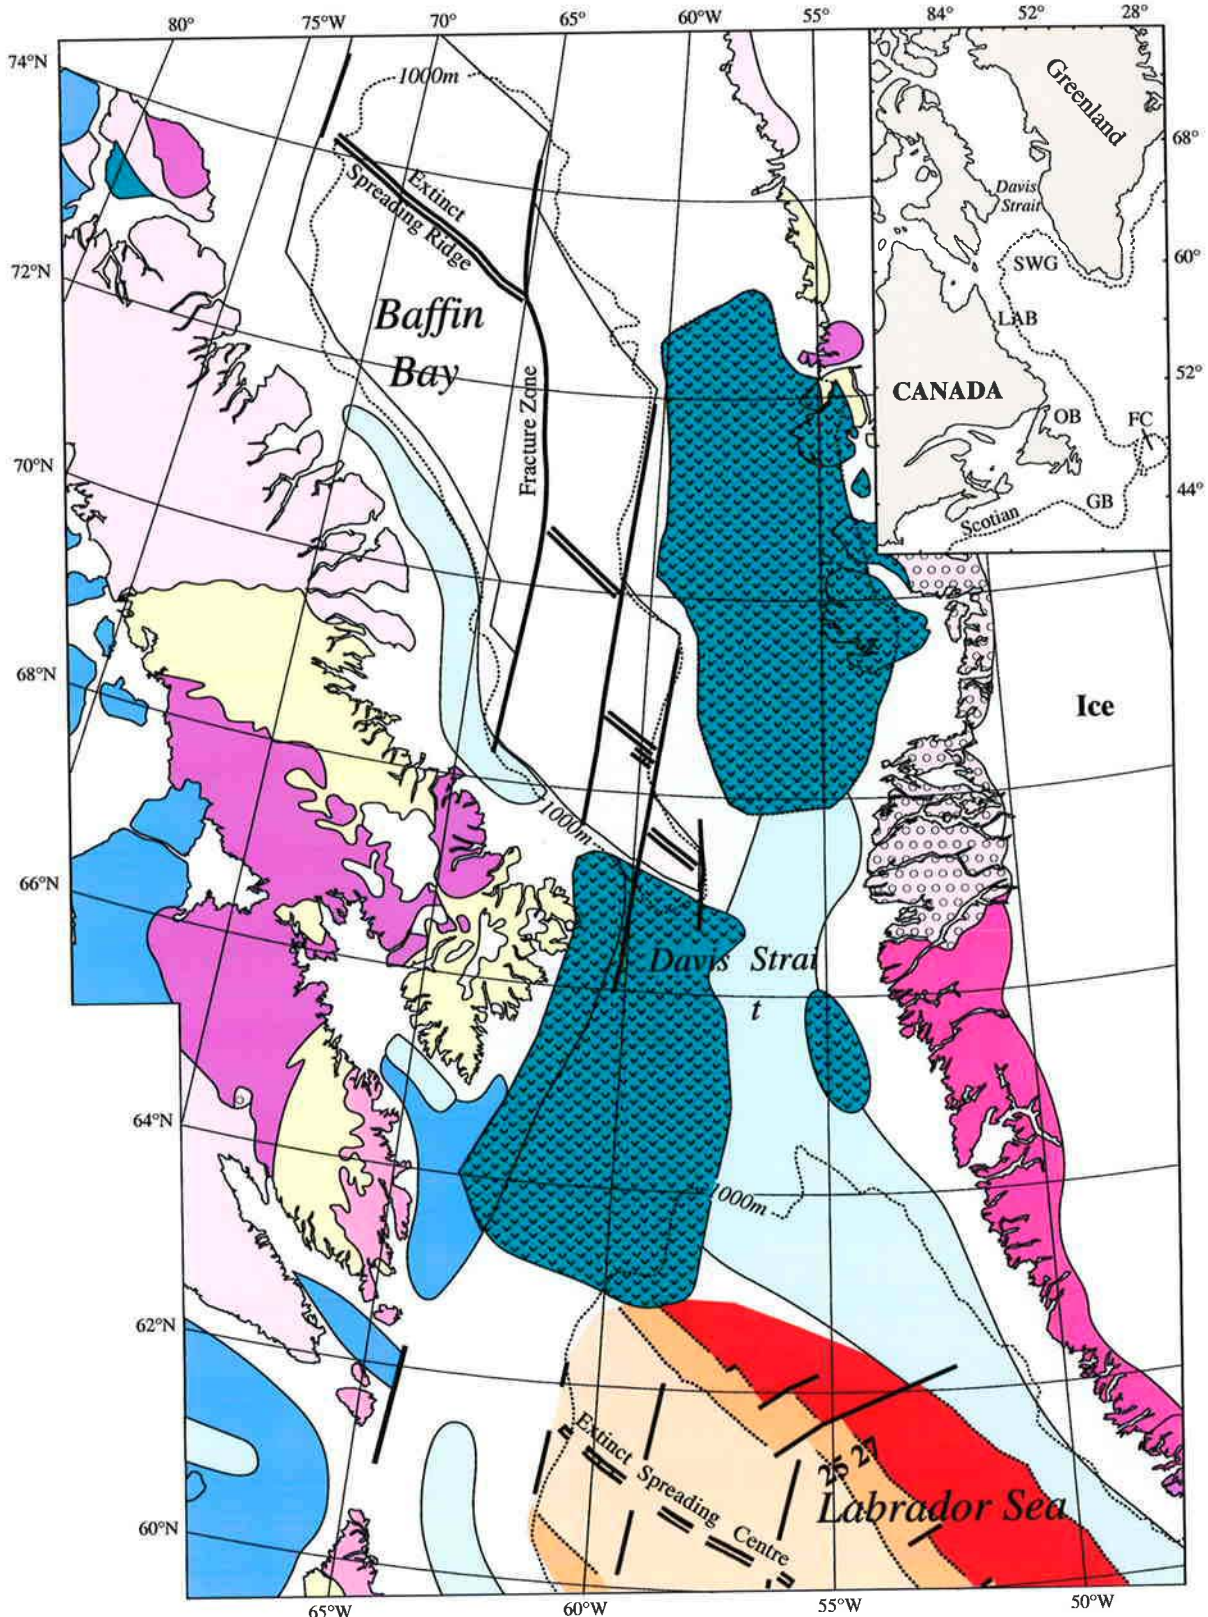 80° 75°W 70° 65° 60°W 55° 84° 52° 28°
74°N
1000m
Greenland
68°
Extinct
Spreading Ridge
Davis
Strait
72°N
60°
SWG
Baffin
Bay
LAB
52°
CANADA
Fracture Zone
OB
FC
70°N
44°
GB
Scotian
68°N
Ice
1000m
66°N
Davis Strai
t
64°N
1000m
62°N
Extinct Spreading Centre
25 27
Labrador Sea
60°N
65°W 60°W 55°W 50°W